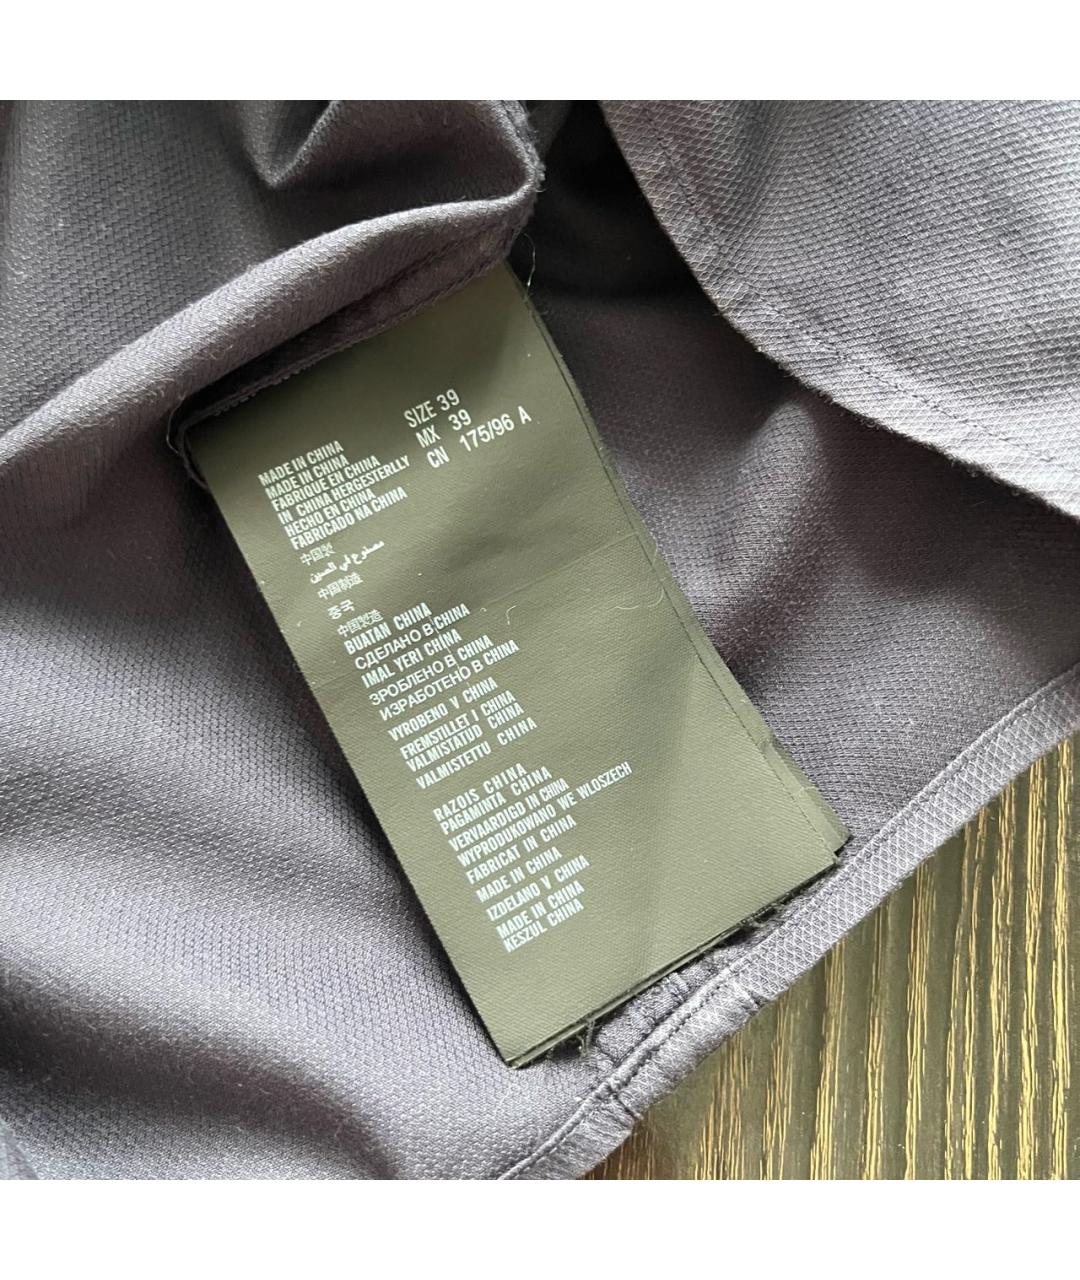 SIZE 39
MX 39
CN 175/96 A
MADE IN CHINA
MADE IN CHINA
FABRIQUE EN CHINA
IN CHINA HERGESTERLLY
HECHO EN CHINA
FABRICADO NA CHINA
中国製
مصنوع في الصين
中国制造
중국
中国製造
BUATAN CHINA
СДЕЛАНО В CHINA
IMAL YERI CHINA
ЗРОБЛЕНО В CHINA
ИЗРАБОТЕНО В CHINA
VYROBENO V CHINA
FREMSTILLET I CHINA
VALMISTATUD CHINA
VALMISTETTU CHINA
RAZOIS CHINA
PAGAMINTA CHINA
VERVAARDIGD IN CHINA
WYPRODUKOWANO WE WLOSZECH
FABRICAT IN CHINA
MADE IN CHINA
IZDELANO V CHINA
MADE IN CHINA
KESZUL CHINA